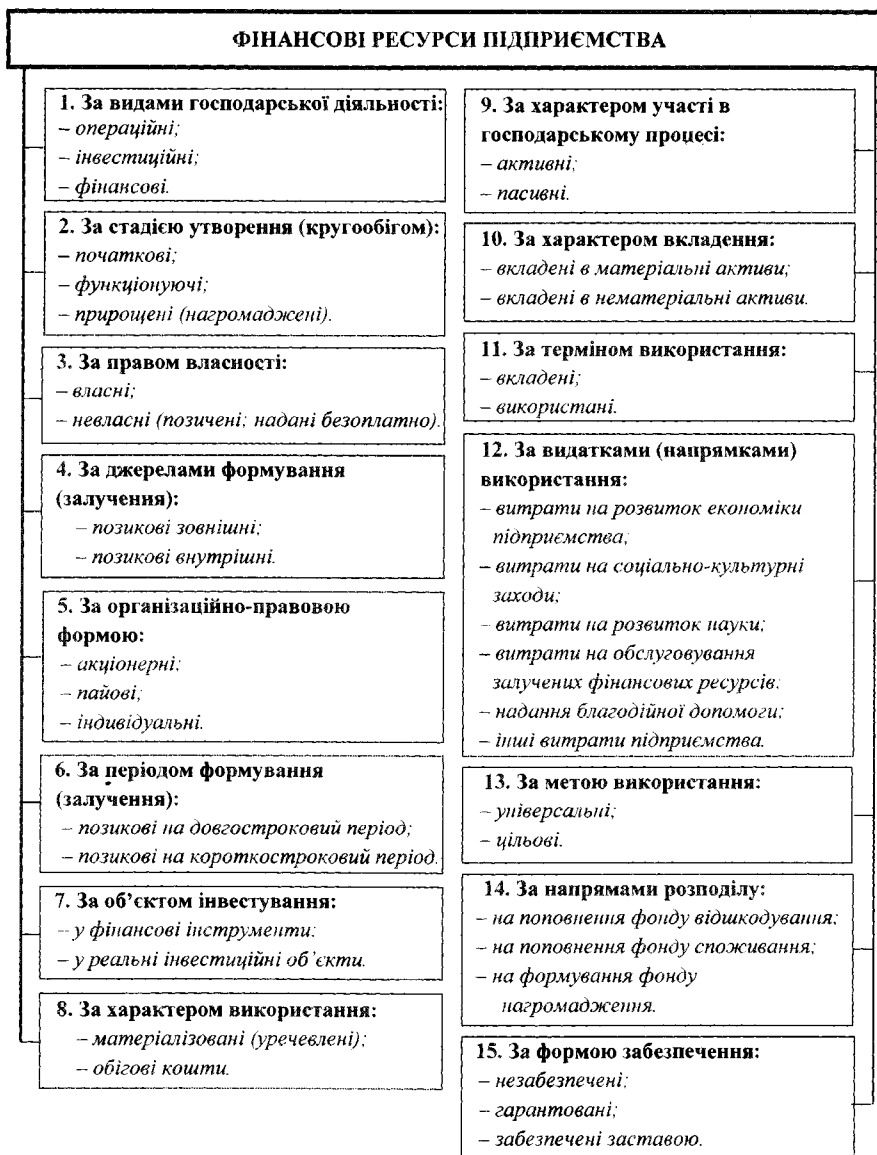 ФІНАНСОВІ РЕСУРСИ ПІДПРИЄМСТВА
1. За видами господарської діяльності:
– операційні;
– інвестиційні;
– фінансові.
2. За стадією утворення (кругообігом):
– початкові;
– функціонуючі;
– прирощені (нагромаджені).
3. За правом власності:
– власні;
– невласні (позичені; надані безоплатно).
4. За джерелами формування
(залучення):
– позикові зовнішні;
– позикові внутрішні.
5. За організаційно-правовою
формою:
– акціонерні;
– пайові;
– індивідуальні.
6. За періодом формування
(залучення):
– позикові на довгостроковий період;
– позикові на короткостроковий період.
7. За об’єктом інвестування:
– у фінансові інструменти;
– у реальні інвестиційні об’єкти.
8. За характером використання:
– матеріалізовані (уречевлені);
– обігові кошти.
9. За характером участі в
господарському процесі:
– активні;
– пасивні.
10. За характером вкладення:
– вкладені в матеріальні активи;
– вкладені в нематеріальні активи.
11. За терміном використання:
– вкладені;
– використані.
12. За видатками (напрямками)
використання:
– витрати на розвиток економіки
підприємства;
– витрати на соціально-культурні
заходи;
– витрати на розвиток науки;
– витрати на обслуговування
залучених фінансових ресурсів;
– надання благодійної допомоги;
– інші витрати підприємства.
13. За метою використання:
– універсальні;
– цільові.
14. За напрямами розподілу:
– на поповнення фонду відшкодування;
– на поповнення фонду споживання;
– на формування фонду
нагромадження.
15. За формою забезпечення:
– незабезпечені;
– гарантовані;
– забезпечені заставою.